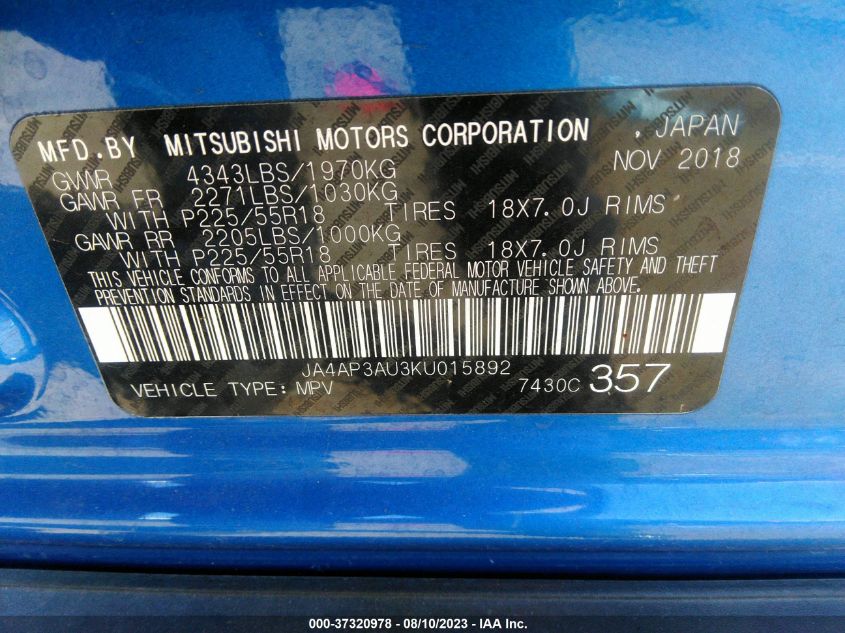 MFD.BY MITSUBISHI MOTORS CORPORATION , JAPAN
GWWR 4343LBS/1970KG NOV 2018
GAWR FR 2271LBS/1030KG
WITH P225/55R18 TIRES 18X7.0J RIMS
GAWR RR 2205LBS/1000KG
WITH P225/55R18 TIRES 18X7.0J RIMS
THIS VEHICLE CONFORMS TO ALL APPLICABLE FEDERAL MOTOR VEHICLE SAFETY AND THEFT
PREVENTION STANDARDS IN EFFECT ON THE DATE OF MANUFACTURE SHOWN ABOVE.
JA4AP3AU3KU015892
VEHICLE TYPE: MPV 7430C 357
000-37320978 - 08/10/2023 - IAA Inc.